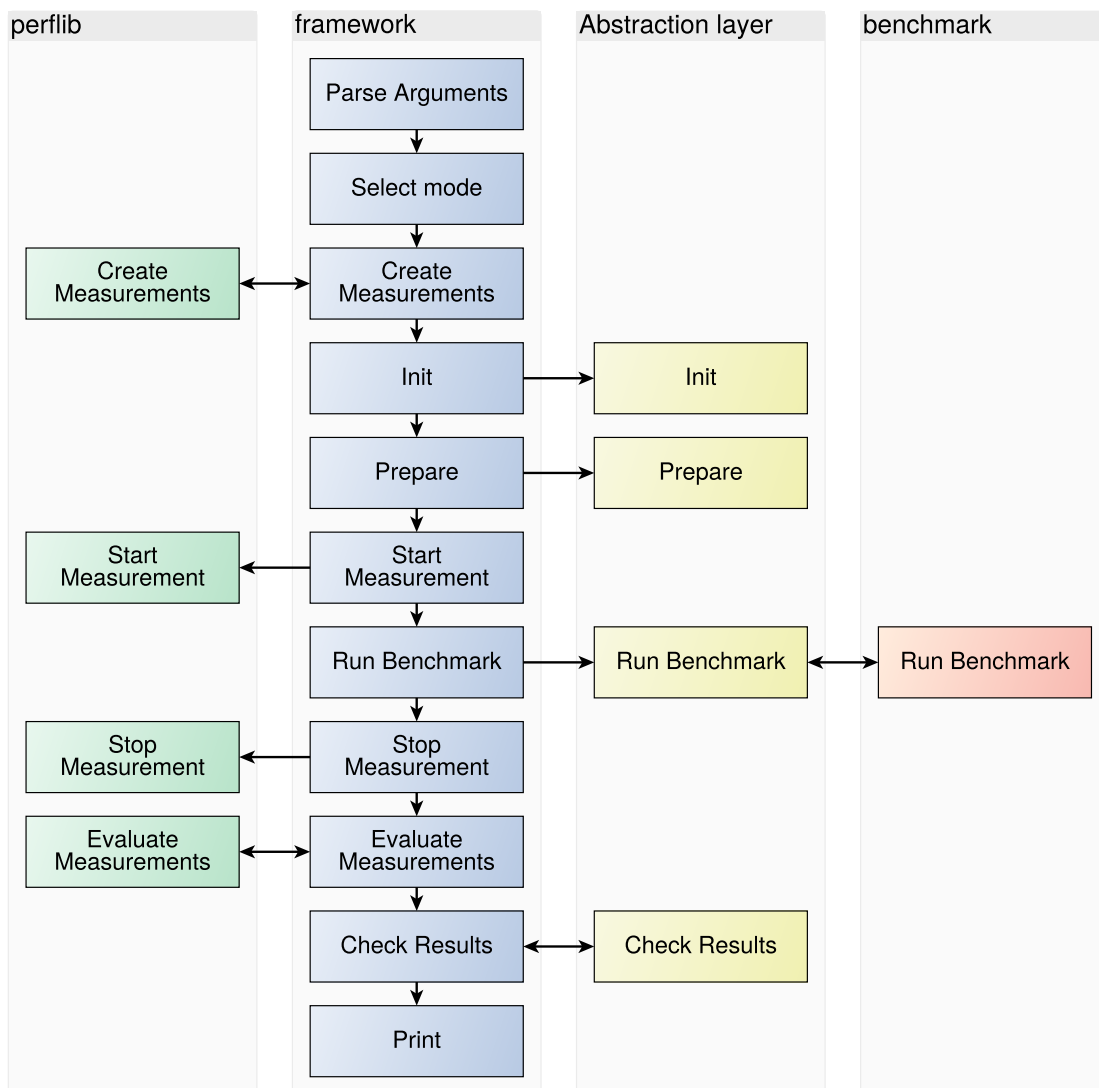 perflib
framework
Abstraction layer
benchmark
Parse Arguments
Select mode
Create
Measurements
Create
Measurements
Init
Init
Prepare
Prepare
Start
Measurement
Start
Measurement
Run Benchmark
Run Benchmark
Run Benchmark
Stop
Measurement
Stop
Measurement
Evaluate
Measurements
Evaluate
Measurements
Check Results
Check Results
Print